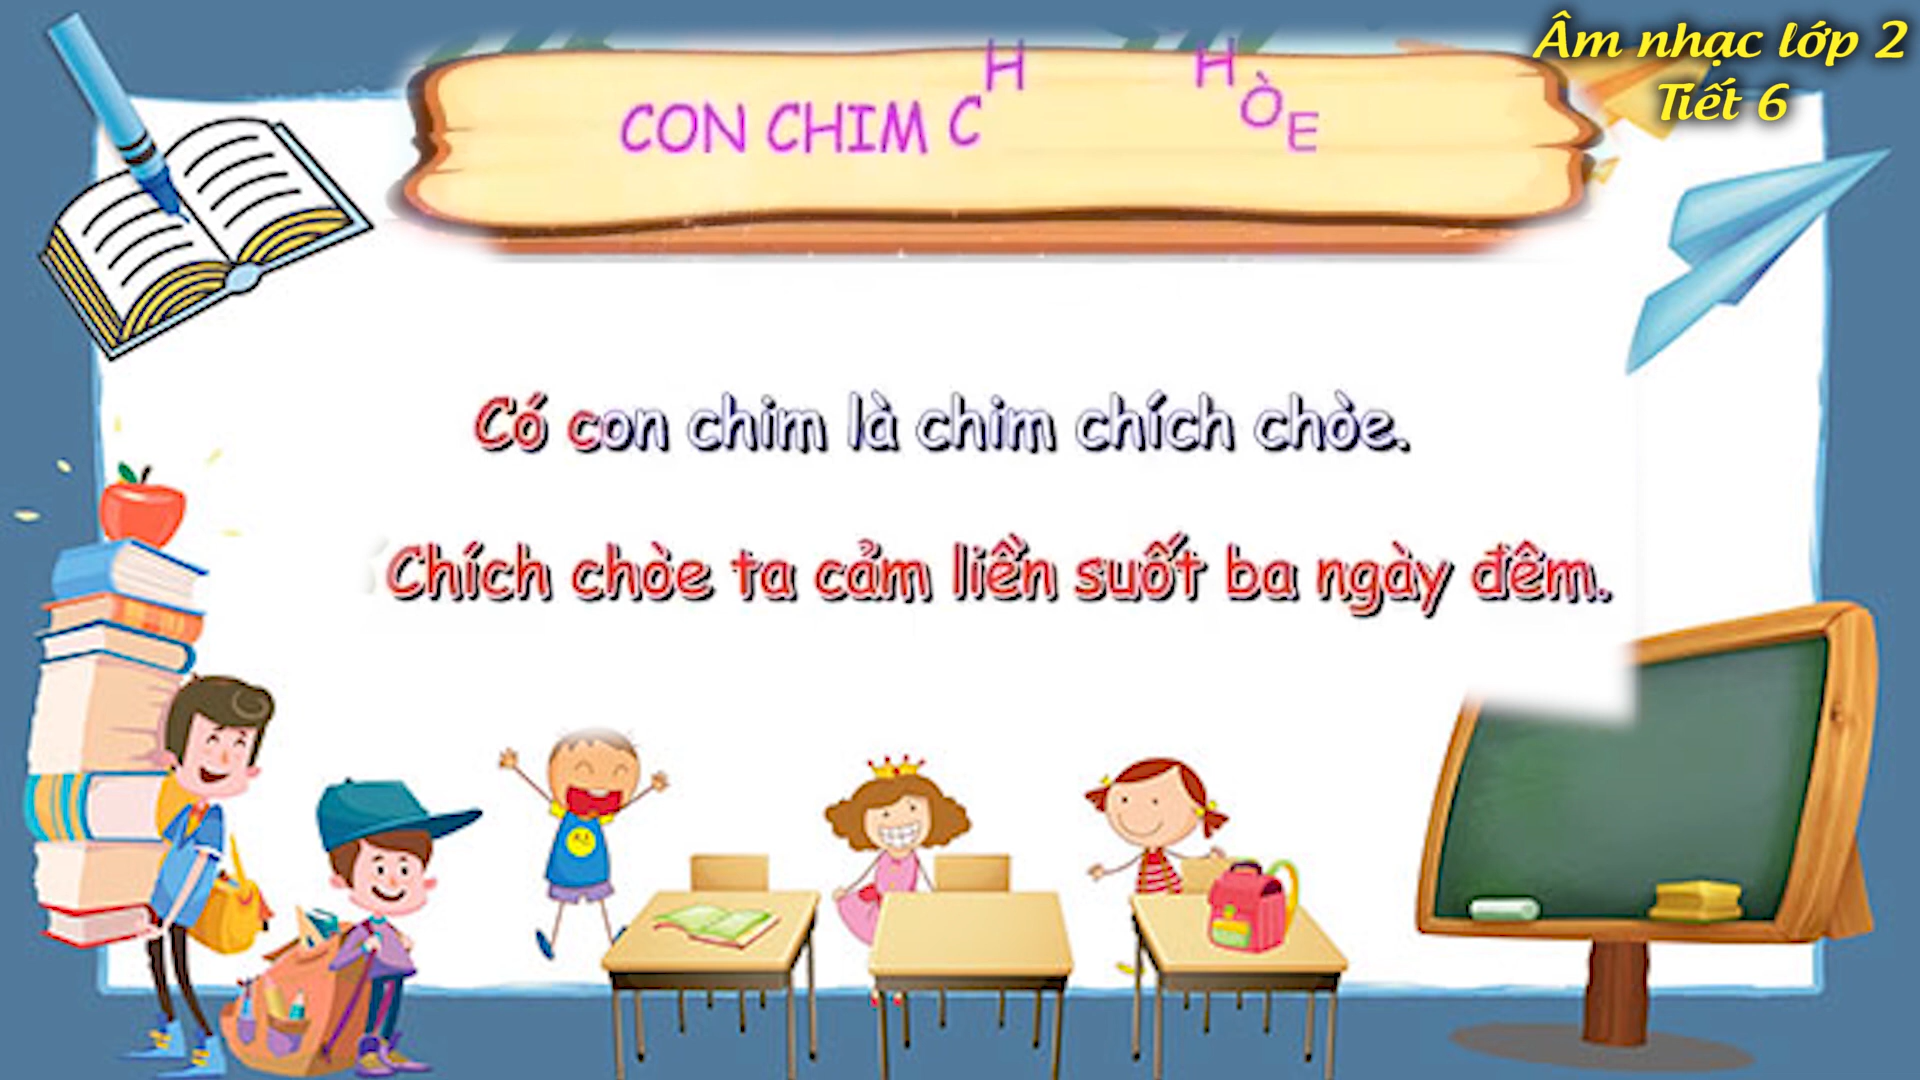 Âm nhạc lớp 2
Tiết 6
CON CHIM CH HÒE
Có con chim là chim chích chòe.
Chích chòe ta cảm liền suốt ba ngày đêm.